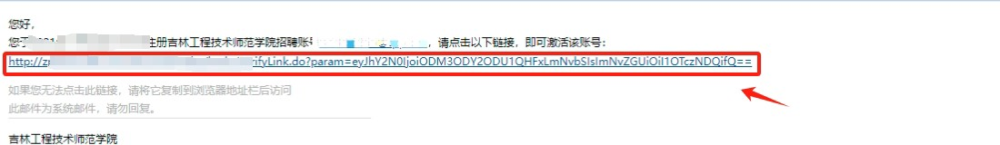 您好，
您于 注册吉林工程技术师范学院招聘账号 ，请点击以下链接，即可激活该账号：
http://z rifyLink.do?param=eyJhY2N0IjoiODM3ODY2ODU1QHFxLmNvbSIsImNvZGUiOiI1OTczNDQifQ==
如果您无法点击此链接，请将它复制到浏览器地址栏后访问
此邮件为系统邮件，请勿回复。
吉林工程技术师范学院